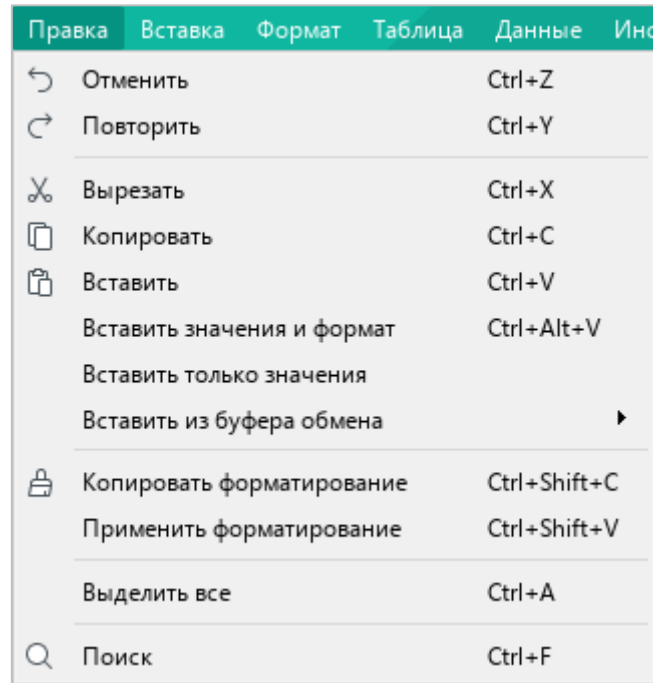 Правка Вставка Формат Таблица Данные Инс
Отменить Ctrl+Z
Повторить Ctrl+Y
Вырезать Ctrl+X
Копировать Ctrl+C
Вставить Ctrl+V
Вставить значения и формат Ctrl+Alt+V
Вставить только значения
Вставить из буфера обмена
Копировать форматирование Ctrl+Shift+C
Применить форматирование Ctrl+Shift+V
Выделить все Ctrl+A
Поиск Ctrl+F